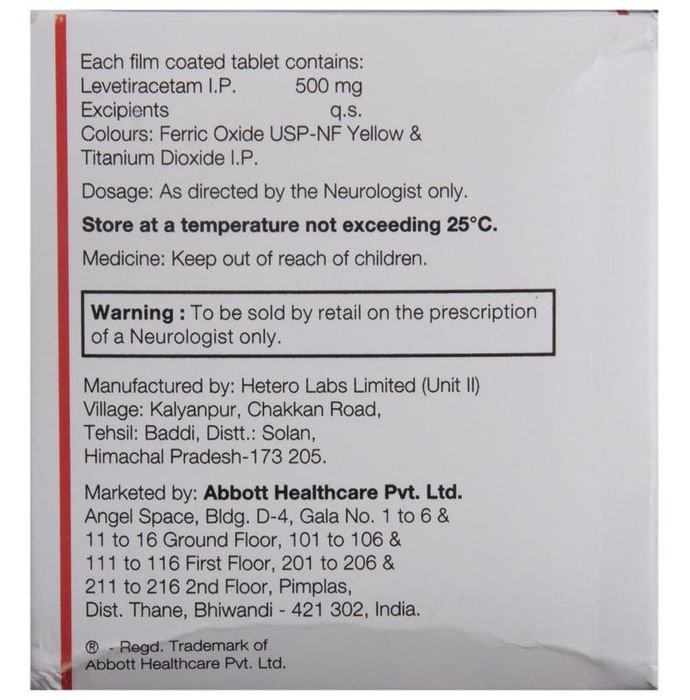 Each film coated tablet contains:
Levetiracetam I.P. 500 mg
Excipients q.s.
Colours: Ferric Oxide USP-NF Yellow &
Titanium Dioxide I.P.
Dosage: As directed by the Neurologist only.
Store at a temperature not exceeding 25°C.
Medicine: Keep out of reach of children.
Warning : To be sold by retail on the prescription
of a Neurologist only.
Manufactured by: Hetero Labs Limited (Unit II)
Village: Kalyanpur, Chakkan Road,
Tehsil: Baddi, Distt.: Solan,
Himachal Pradesh-173 205.
Marketed by: Abbott Healthcare Pvt. Ltd.
Angel Space, Bldg. D-4, Gala No. 1 to 6 &
11 to 16 Ground Floor, 101 to 106 &
111 to 116 First Floor, 201 to 206 &
211 to 216 2nd Floor, Pimplas,
Dist. Thane, Bhiwandi - 421 302, India.
® - Regd. Trademark of
Abbott Healthcare Pvt. Ltd.